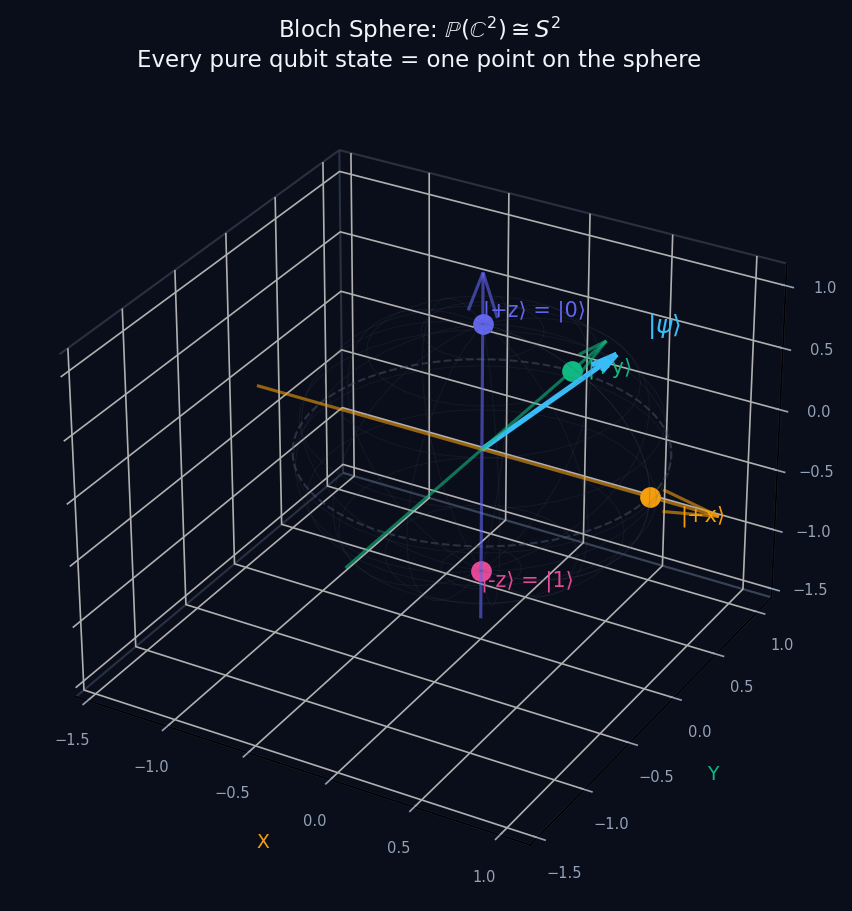 Bloch Sphere: ℙ(ℂ²) ≅ S²
Every pure qubit state = one point on the sphere
|+z⟩ = |0⟩
|ψ⟩
|+y⟩
|+x⟩
|-z⟩ = |1⟩
1.0
0.5
0.0
−0.5
−1.0
−1.5
1.0
0.5
0.0
−0.5
−1.0
−1.5
Y
−1.5
−1.0
−0.5
0.0
0.5
1.0
X